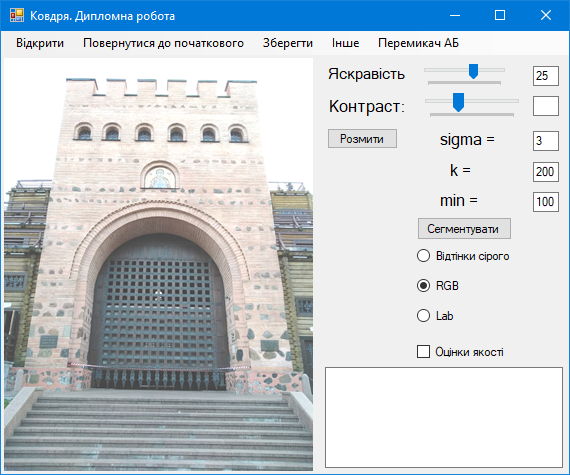 Ковдря. Дипломна робота
Відкрити Повернутися до початкового Зберегти Інше Перемикач АБ
Яскравість 25
Контраст:
Розмити sigma = 3
k = 200
min = 100
Сегментувати
Відтінки сірого
RGB
Lab
Оцінки якості